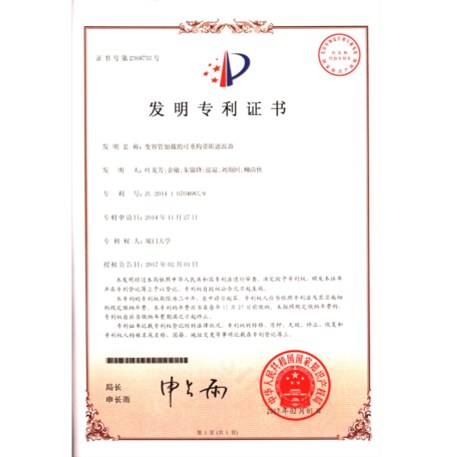 证书号第2368733号
发明专利证书
发 明 名 称：变容管加载的可重构带阻滤波器
发 明 人：叶龙芳;金敏;朱锦锋;张淼;刘颜回;柳清伙
专 利 号：ZL 2014 1 0704683.9
专利申请日：2014年11月27日
专 利 权 人：厦门大学
授权公告日：2017年02月01日
本发明经过本局依照中华人民共和国专利法进行审查，决定授予专利权，颁发本证书
并在专利登记簿上予以登记。专利权自授权公告之日起生效。
本专利的专利权期限为二十年，自申请日起算。专利权人应当依照专利法及其实施细
则规定缴纳年费。本专利的年费应当在每年11月27日前缴纳。未按照规定缴纳年费的，
专利权自应当缴纳年费期满之日起终止。
专利证书记载专利权登记时的法律状况。专利权的转移、质押、无效、终止、恢复和
专利权人的姓名或名称、国籍、地址变更等事项记载在专利登记簿上。
局长
申长雨
申长雨
中华人民共和国国家知识产权局
2017年02月01日
第 1 页 (共 1 页)